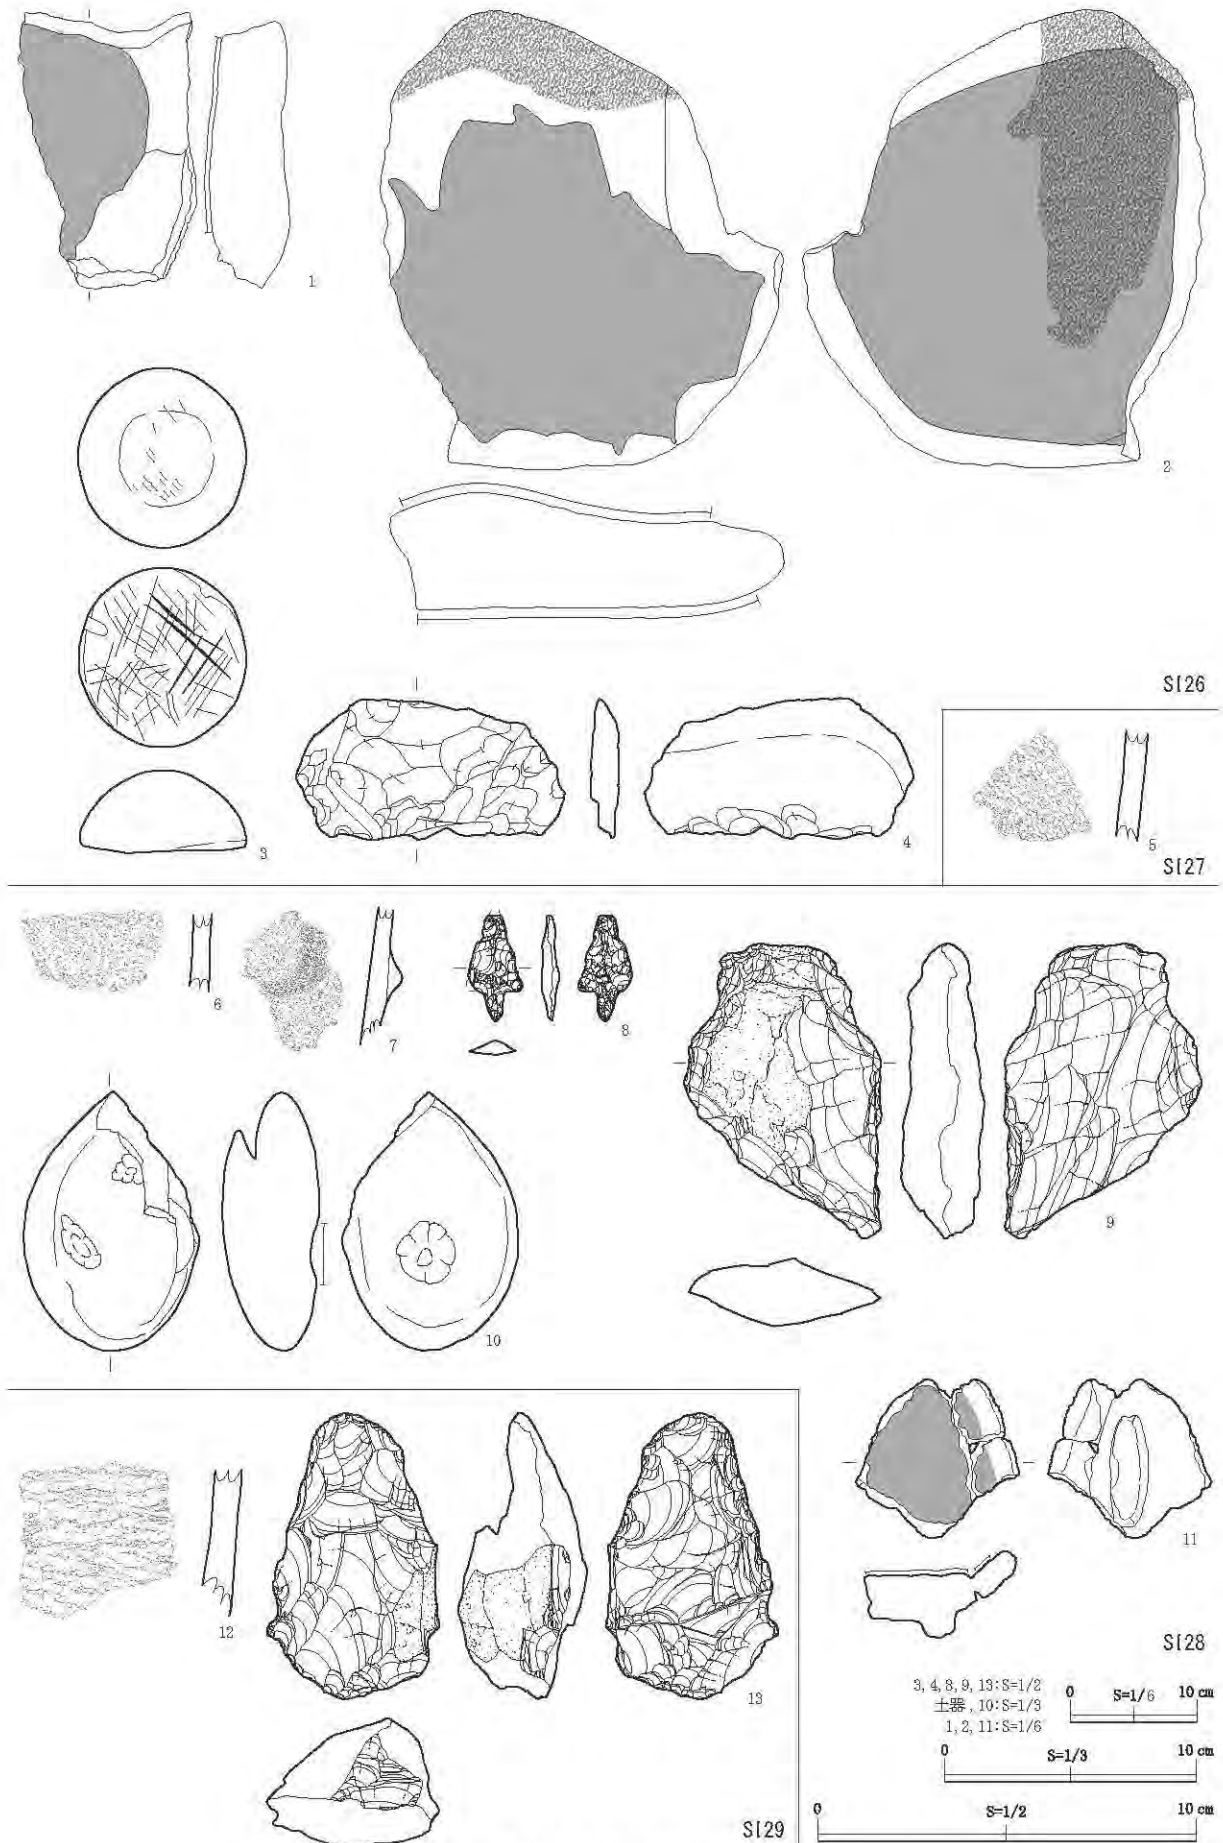 1
2
3
4
SI26
5
SI27
6
7
8
9
10
11
SI28
12
13
SI29
3, 4, 8, 9, 13:S=1/2
土器, 10:S=1/3
1, 2, 11:S=1/6
0 S=1/6 10 cm
0 S=1/3 10 cm
0 S=1/2 10 cm